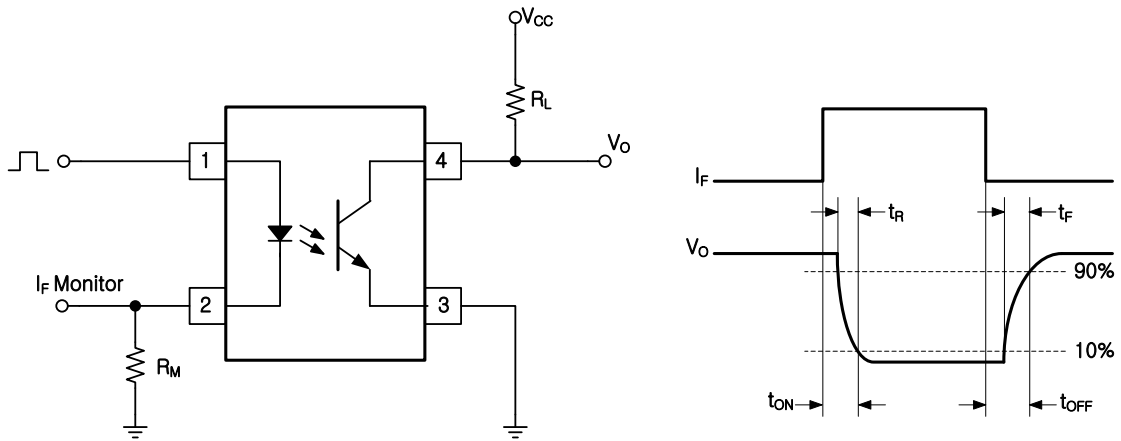 VCC
RL
VO
1
4
IF Monitor
2
3
RM
IF
tR
tF
VO
90%
10%
tON
tOFF